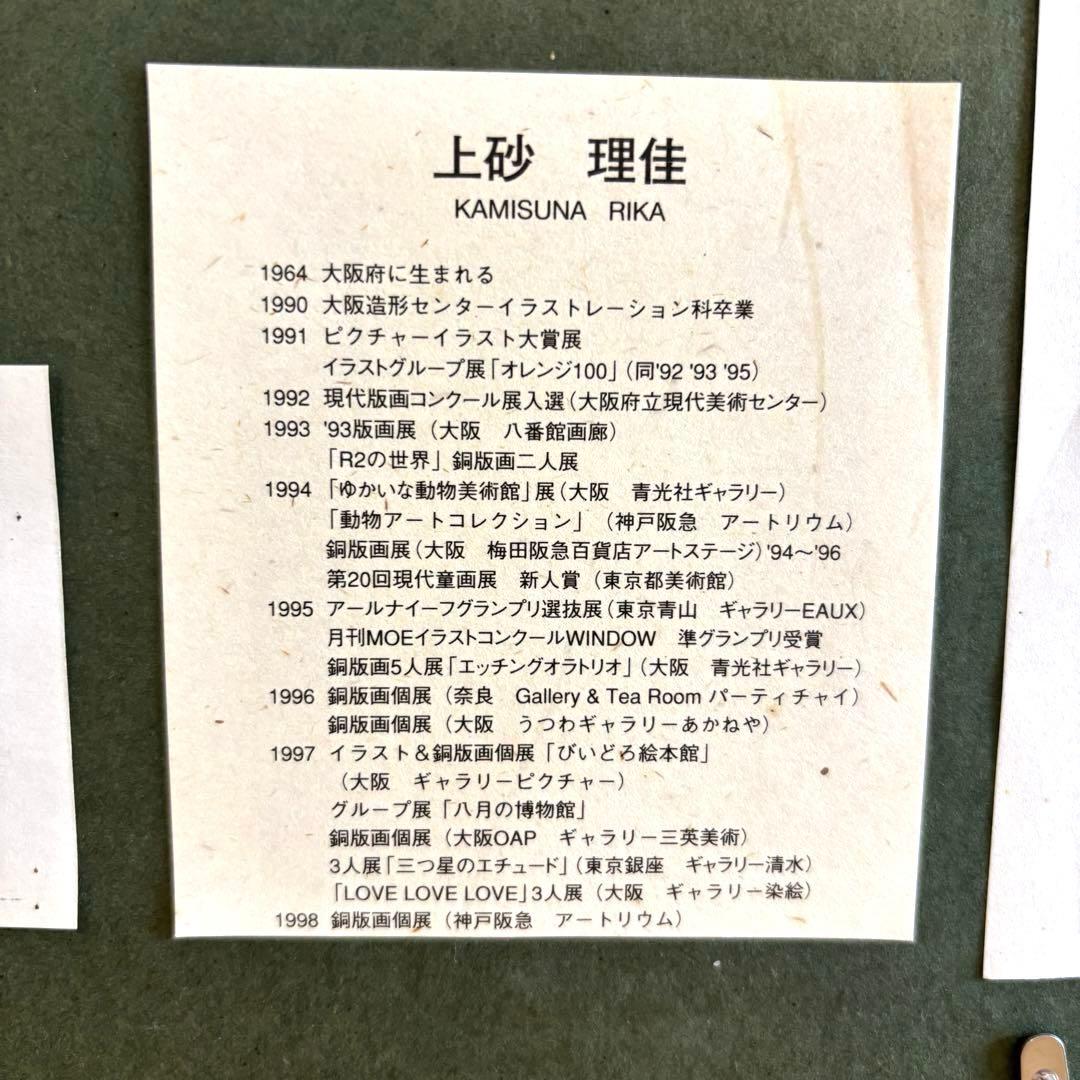 上砂　理佳
KAMISUNA RIKA
1964 大阪府に生まれる
1990 大阪造形センターイラストレーション科卒業
1991 ピクチャーイラスト大賞展
イラストグループ展「オレンジ100」（同'92 '93 '95）
1992 現代版画コンクール展入選（大阪府立現代美術センター）
1993 '93版画展（大阪　八番館画廊）
「R2の世界」銅版画二人展
1994 「ゆかいな動物美術館」展（大阪　青光社ギャラリー）
「動物アートコレクション」（神戸阪急　アートリウム）
銅版画展（大阪　梅田阪急百貨店アートステージ）'94〜'96
第20回現代童画展　新人賞（東京都美術館）
1995 アールナイーフグランプリ選抜展（東京青山　ギャラリーEAUX）
月刊MOEイラストコンクールWINDOW　準グランプリ受賞
銅版画5人展「エッチングオラトリオ」（大阪　青光社ギャラリー）
1996 銅版画個展（奈良　Gallery & Tea Room パーティチャイ）
銅版画個展（大阪　うつわギャラリーあかねや）
1997 イラスト＆銅版画個展「びいどろ絵本館」
（大阪　ギャラリーピクチャー）
グループ展「八月の博物館」
銅版画個展（大阪OAP　ギャラリー三英美術）
3人展「三つ星のエチュード」（東京銀座　ギャラリー清水）
「LOVE LOVE LOVE」3人展（大阪　ギャラリー染絵）
1998 銅版画個展（神戸阪急　アートリウム）